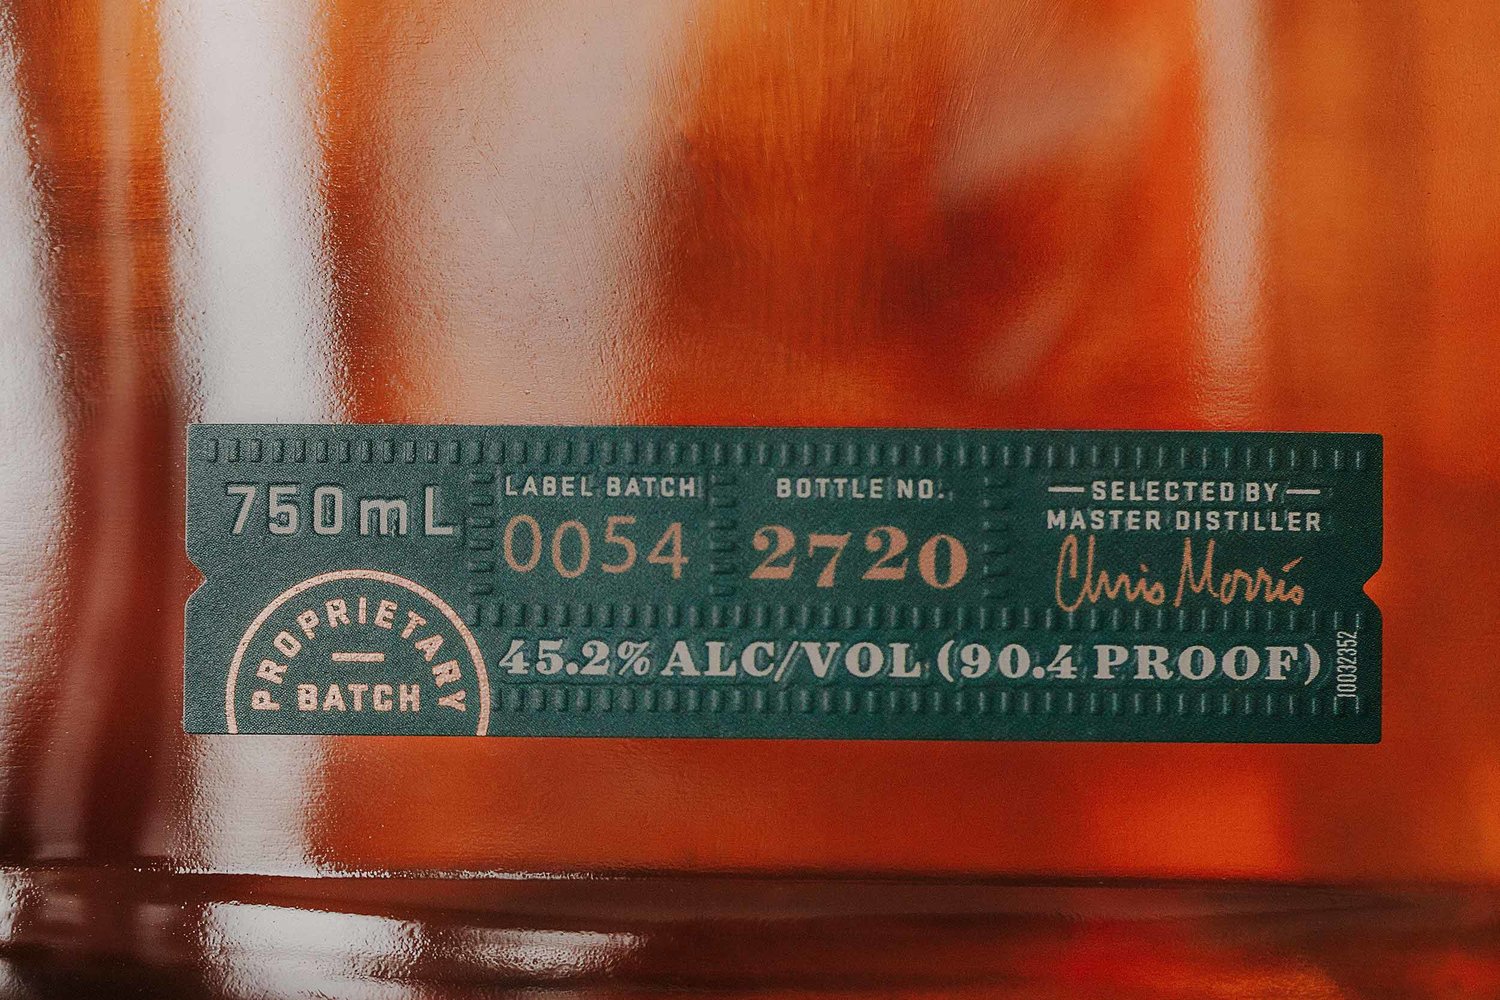 750mL
LABEL BATCH
0054
BOTTLE NO.
2720
SELECTED BY
MASTER DISTILLER
Chris Morris
PROPRIETARY
BATCH
45.2% ALC/VOL (90.4 PROOF)
10032352